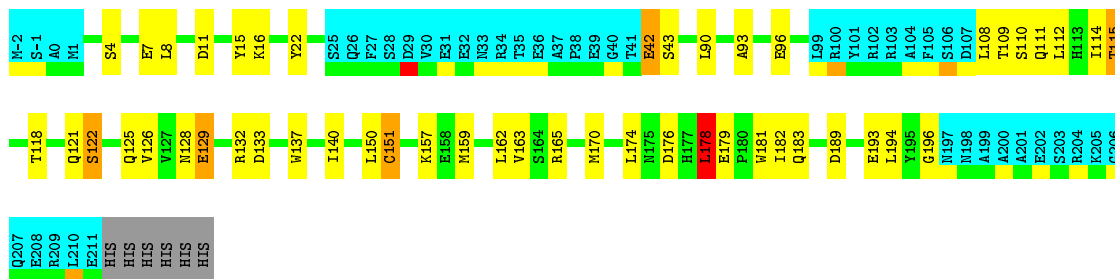 M-2 S-1 A0 M1 S4 E7 L8 D11 Y15 K16 Y22 S25 Q26 F27 S28 D29 V30 E31 E32 N33 R34 T35 E36 A37 P38 E39 G40 T41 E42 S43 L90 A93 E96 L99 R100 Y101 R102 R103 A104 F105 S106 D107 L108 T109 S110 Q111 L112 H113 I114 T115
T118 Q121 S122 Q125 V126 V127 N128 E129 R132 D133 W137 I140 L150 C151 K157 E158 M159 L162 V163 S164 R165 M170 L174 N175 D176 H177 L178 E179 P180 W181 I182 Q183 D189 E193 L194 Y195 G196 N197 N198 A199 A200 A201 E202 S203 R204 K205 G206
Q207 E208 R209 L210 E211 HIS HIS HIS HIS HIS HIS